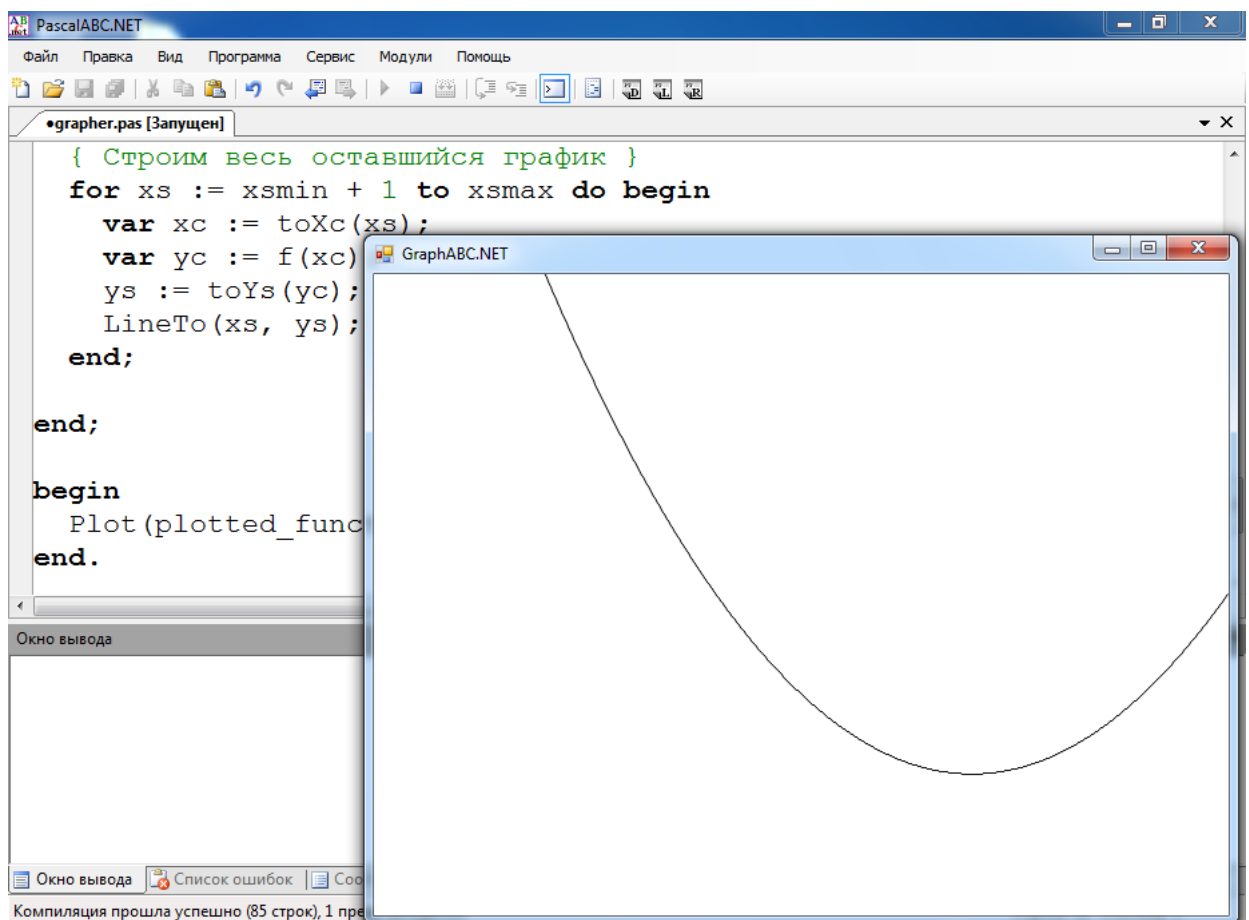 PascalABC.NET
Файл Правка Вид Программа Сервис Модули Помощь
•grapher.pas [Запущен]
{ Строим весь оставшийся график }
for xs := xsmin + 1 to xsmax do begin
var xc := toXc(xs);
var yc := f(xc)
ys := toYs(yc);
LineTo(xs, ys);
end;
end;
begin
Plot(plotted_func
end.
GraphABC.NET
Окно вывода
Окно вывода Список ошибок Соо
Компиляция прошла успешно (85 строк), 1 пре